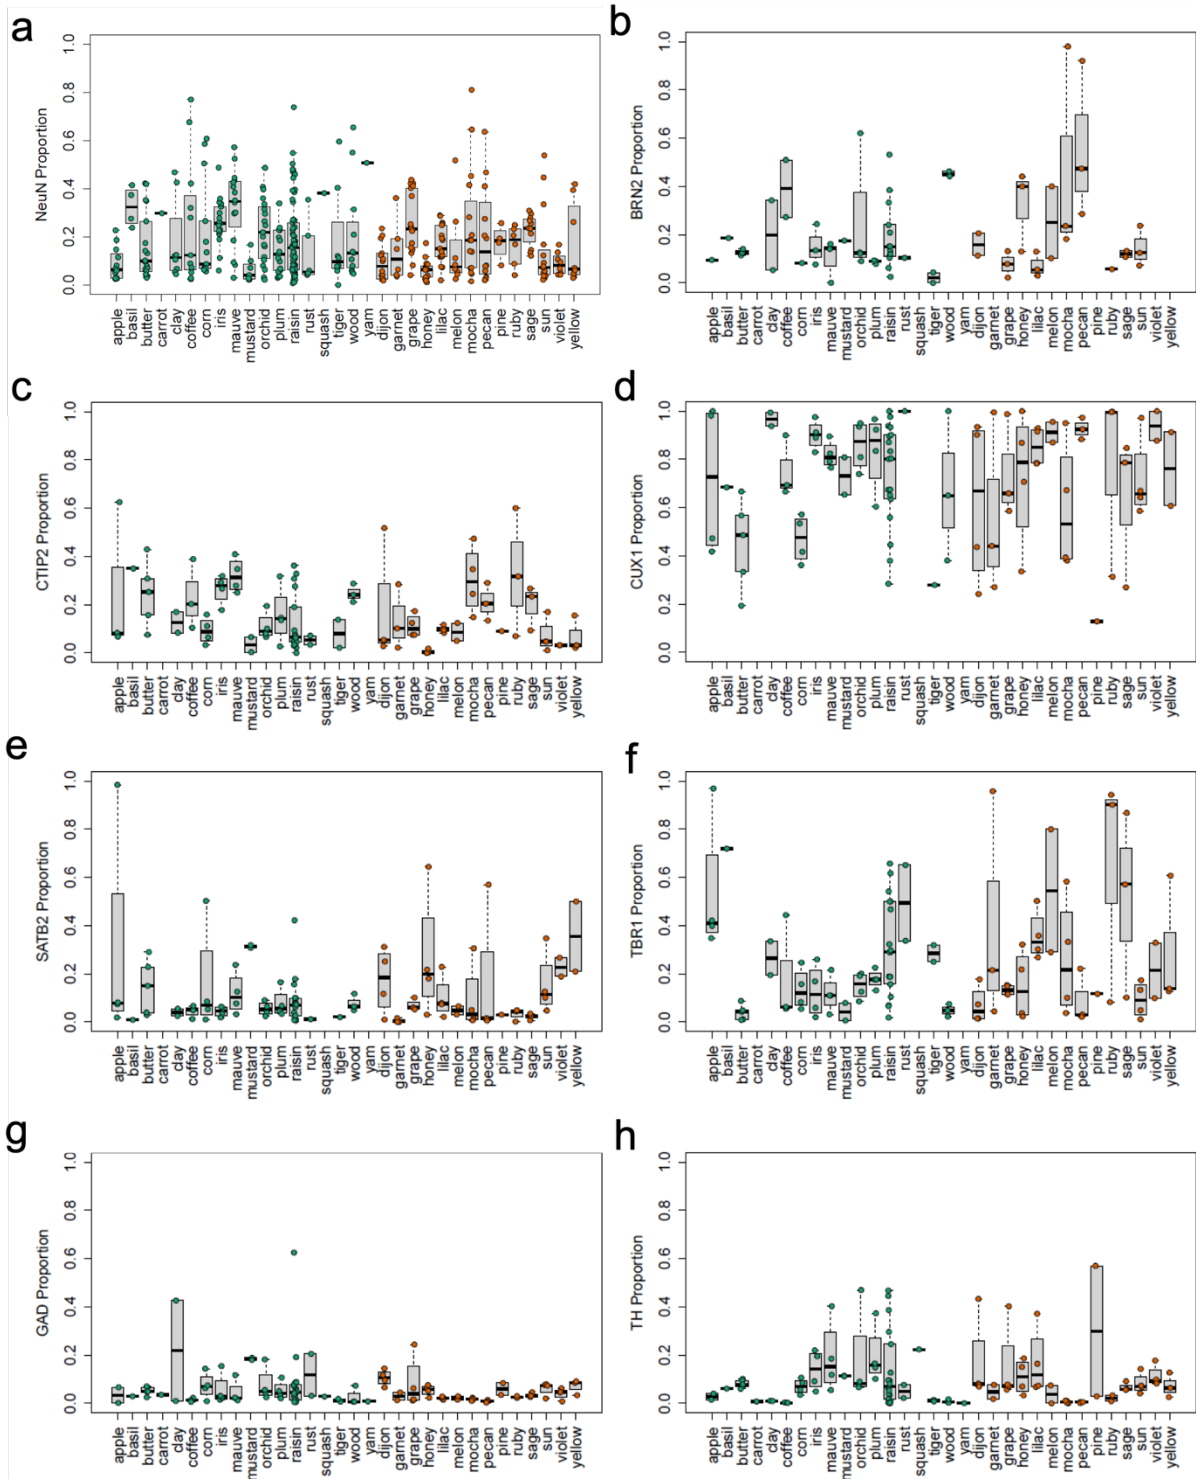 a
NeuN Proportion
0.0 0.2 0.4 0.6 0.8 1.0
apple basil butter carrot clay coffee corn iris mauve mustard orchid plum raisin rust squash tiger wood yam dijon garnet grape honey lilac melon mocha pecan pine ruby sage sun violet yellow
b
BRN2 Proportion
0.0 0.2 0.4 0.6 0.8 1.0
apple basil butter carrot clay coffee corn iris mauve mustard orchid plum raisin rust squash tiger wood yam dijon garnet grape honey lilac melon mocha pecan pine ruby sage sun violet yellow
c
CTIP2 Proportion
0.0 0.2 0.4 0.6 0.8 1.0
apple basil butter carrot clay coffee corn iris mauve mustard orchid plum raisin rust squash tiger wood yam dijon garnet grape honey lilac melon mocha pecan pine ruby sage sun violet yellow
d
CUX1 Proportion
0.0 0.2 0.4 0.6 0.8 1.0
apple basil butter carrot clay coffee corn iris mauve mustard orchid plum raisin rust squash tiger wood yam dijon garnet grape honey lilac melon mocha pecan pine ruby sage sun violet yellow
e
SATB2 Proportion
0.0 0.2 0.4 0.6 0.8 1.0
apple basil butter carrot clay coffee corn iris mauve mustard orchid plum raisin rust squash tiger wood yam dijon garnet grape honey lilac melon mocha pecan pine ruby sage sun violet yellow
f
TBR1 Proportion
0.0 0.2 0.4 0.6 0.8 1.0
apple basil butter carrot clay coffee corn iris mauve mustard orchid plum raisin rust squash tiger wood yam dijon garnet grape honey lilac melon mocha pecan pine ruby sage sun violet yellow
g
GAD Proportion
0.0 0.2 0.4 0.6 0.8 1.0
apple basil butter carrot clay coffee corn iris mauve mustard orchid plum raisin rust squash tiger wood yam dijon garnet grape honey lilac melon mocha pecan pine ruby sage sun violet yellow
h
TH Proportion
0.0 0.2 0.4 0.6 0.8 1.0
apple basil butter carrot clay coffee corn iris mauve mustard orchid plum raisin rust squash tiger wood yam dijon garnet grape honey lilac melon mocha pecan pine ruby sage sun violet yellow